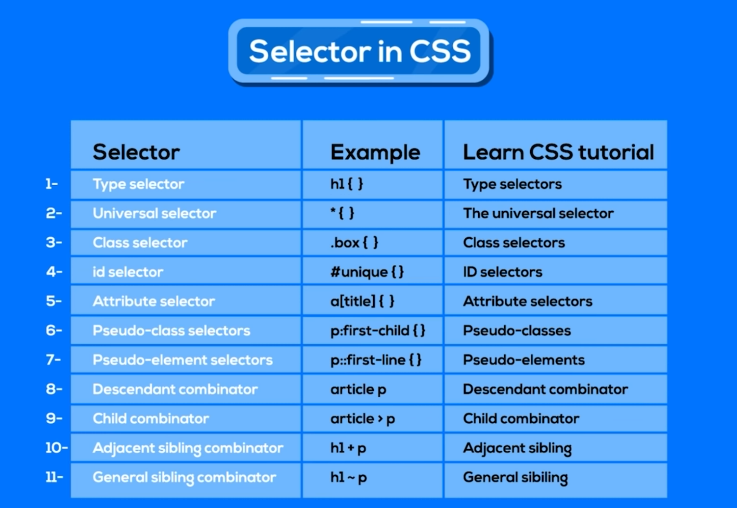 Selector in CSS
Selector Example Learn CSS tutorial
1- Type selector h1 { } Type selectors
2- Universal selector * { } The universal selector
3- Class selector .box { } Class selectors
4- id selector #unique { } ID selectors
5- Attribute selector a[title] { } Attribute selectors
6- Pseudo-class selectors p:first-child { } Pseudo-classes
7- Pseudo-element selectors p::first-line { } Pseudo-elements
8- Descendant combinator article p Descendant combinator
9- Child combinator article > p Child combinator
10- Adjacent sibling combinator h1 + p Adjacent sibling
11- General sibling combinator h1 ~ p General sibiling